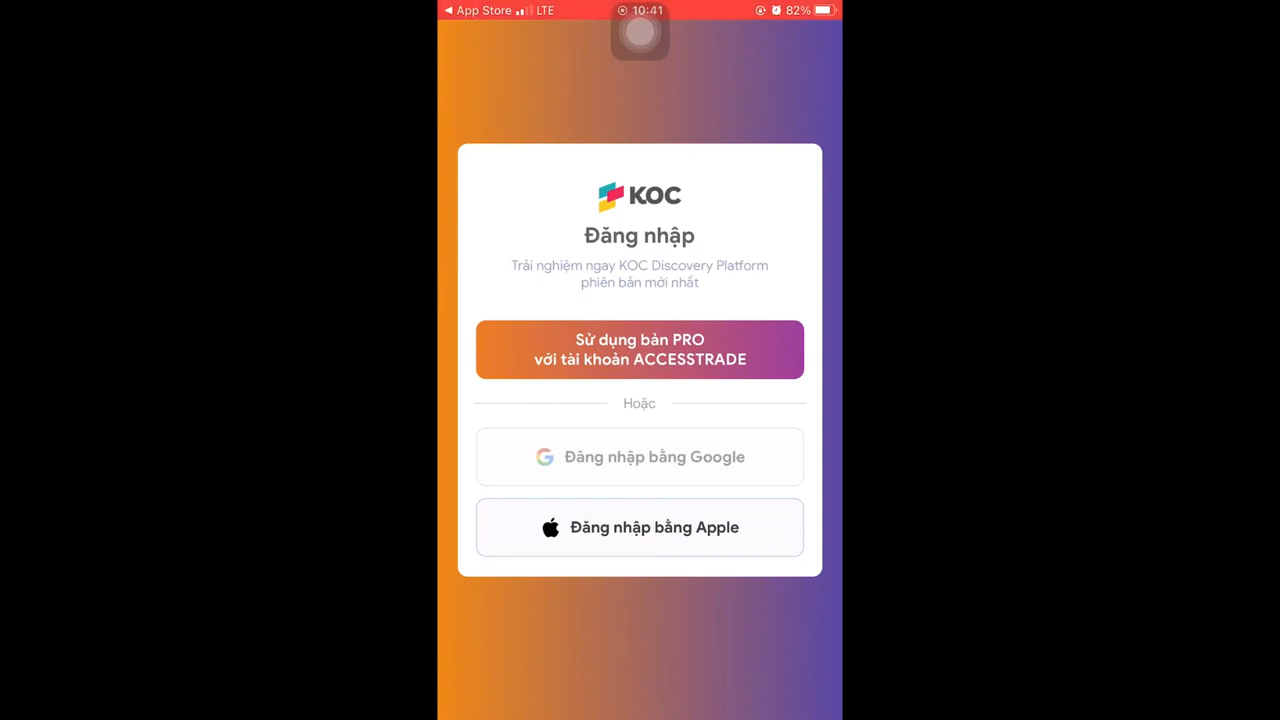 App Store LTE 10:41 82%
KOC
Đăng nhập
Trải nghiệm ngay KOC Discovery Platform
phiên bản mới nhất
Sử dụng bản PRO
với tài khoản ACCESSTRADE
Hoặc
Đăng nhập bằng Google
Đăng nhập bằng Apple